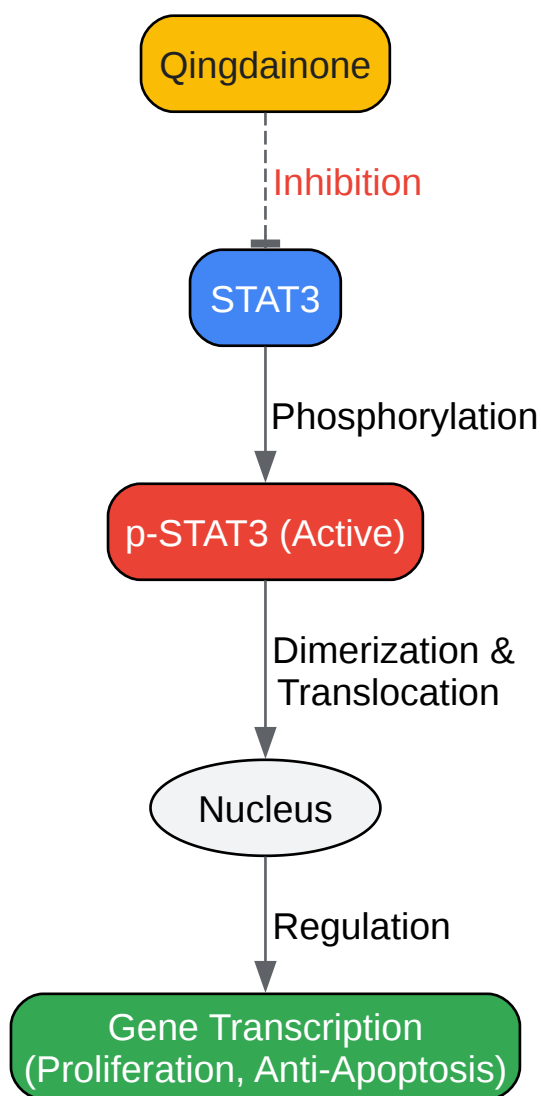 Qingdainone
Inhibition
STAT3
Phosphorylation
p-STAT3 (Active)
Dimerization &
Translocation
Nucleus
Regulation
Gene Transcription
(Proliferation, Anti-Apoptosis)